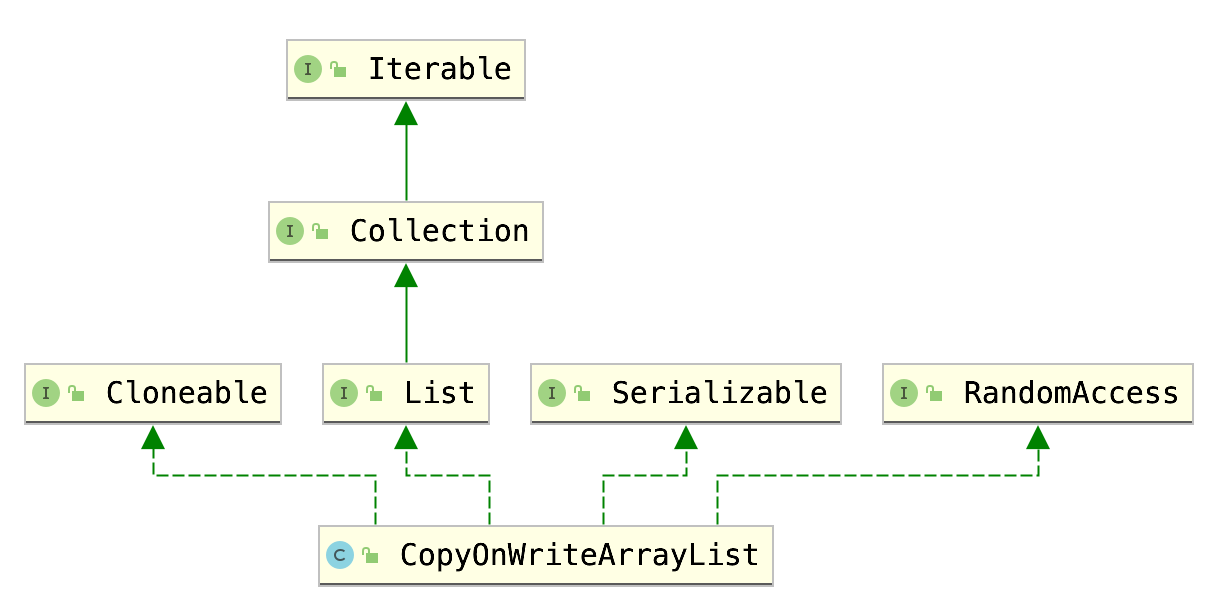 I Iterable
I Collection
I Cloneable
I List
I Serializable
I RandomAccess
C CopyOnWriteArrayList